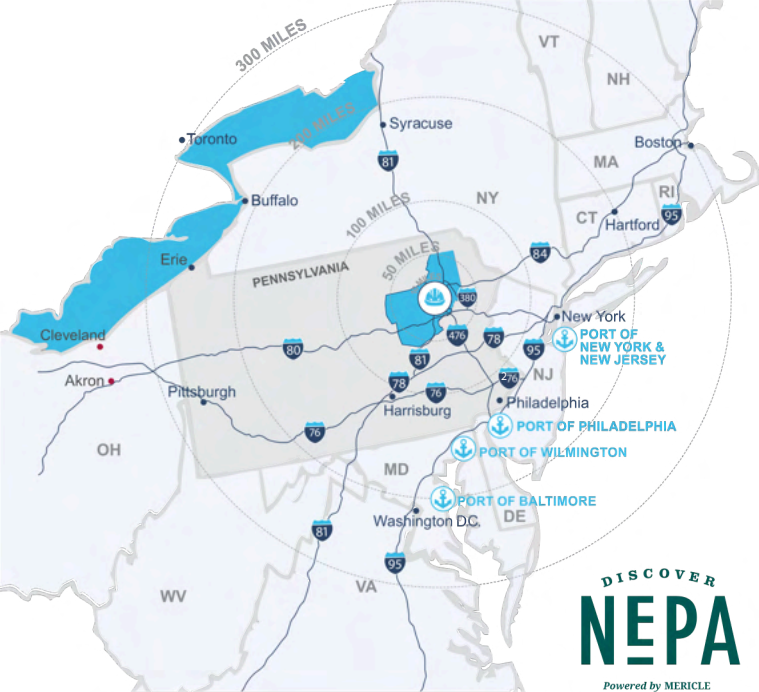 300 MILES
VT
NH
200 MILES
Toronto
Syracuse
Boston
81
MA
Buffalo
NY
RI
100 MILES
CT
95
Hartford
50 MILES
84
Erie
PENNSYLVANIA
380
New York
PORT OF
NEW YORK &
NEW JERSEY
Cleveland
476
78
80
95
81
Akron
78
76
276
NJ
Pittsburgh
Harrisburg
Philadelphia
PORT OF PHILADELPHIA
76
OH
PORT OF WILMINGTON
MD
PORT OF BALTIMORE
Washington D.C.
DE
81
95
VA
WV
DISCOVER
NEPA
Powered by MERICLE